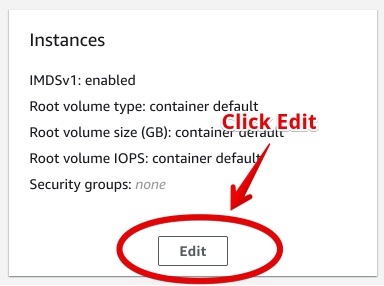 Instances
IMDSv1: enabled
Root volume type: container default
Root volume size (GB): container default
Click Edit
Root volume IOPS: container default
Security groups: none
Edit